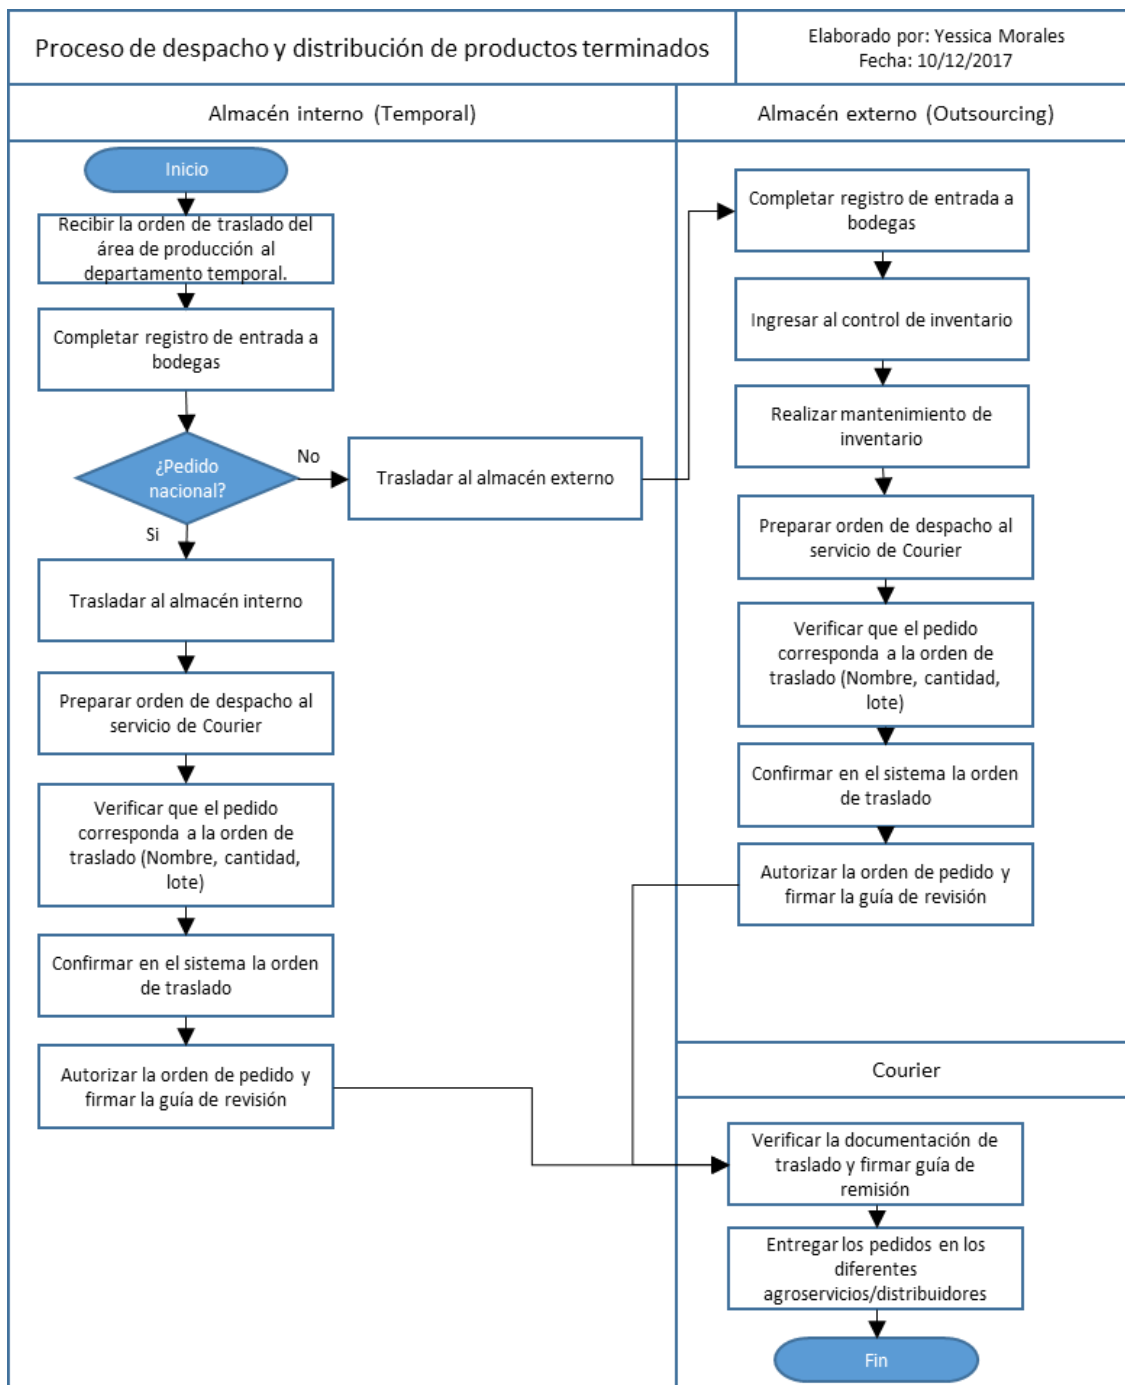 Proceso de despacho y distribución de productos terminados
Elaborado por: Yessica Morales
Fecha: 10/12/2017
Almacén interno (Temporal)
Inicio
Recibir la orden de traslado del
área de producción al
departamento temporal.
Completar registro de entrada a
bodegas
¿Pedido
nacional?
No
Trasladar al almacén externo
Si
Trasladar al almacén interno
Preparar orden de despacho al
servicio de Courier
Verificar que el pedido
corresponda a la orden de
traslado (Nombre, cantidad,
lote)
Confirmar en el sistema la orden
de traslado
Autorizar la orden de pedido y
firmar la guía de revisión
Almacén externo (Outsourcing)
Completar registro de entrada a
bodegas
Ingresar al control de inventario
Realizar mantenimiento de
inventario
Preparar orden de despacho al
servicio de Courier
Verificar que el pedido
corresponda a la orden de
traslado (Nombre, cantidad,
lote)
Confirmar en el sistema la orden
de traslado
Autorizar la orden de pedido y
firmar la guía de revisión
Courier
Verificar la documentación de
traslado y firmar guía de
remisión
Entregar los pedidos en los
diferentes
agroservicios/distribuidores
Fin